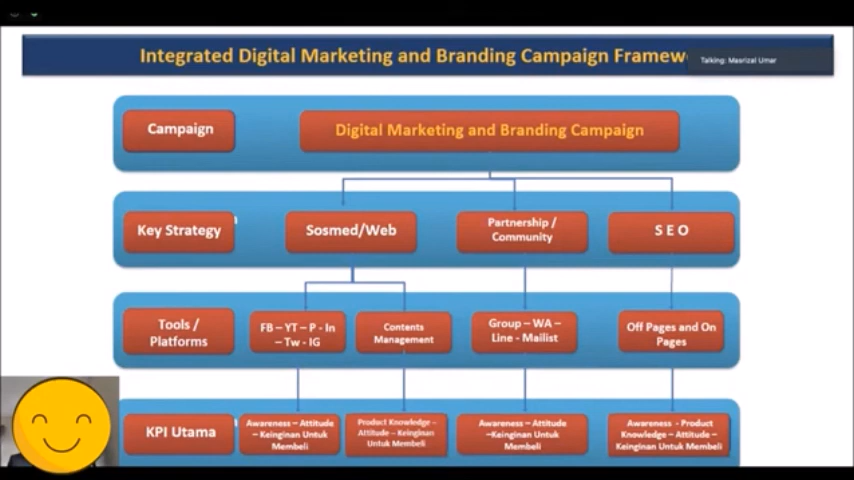 Integrated Digital Marketing and Branding Campaign Framew
Talking: Masrizal Umar
Campaign
Digital Marketing and Branding Campaign
Key Strategy
Sosmed/Web
Partnership /
Community
S E O
Tools /
Platforms
FB – YT – P - In
– Tw - IG
Contents
Management
Group – WA –
Line - Mailist
Off Pages and On
Pages
KPI Utama
Awareness – Attitude
– Keinginan Untuk
Membeli
Product Knowledge –
Attitude – Keinginan
Untuk Membeli
Awareness – Attitude
–Keinginan Untuk
Membeli
Awareness - Product
Knowledge – Attitude –
Keinginan Untuk Membeli